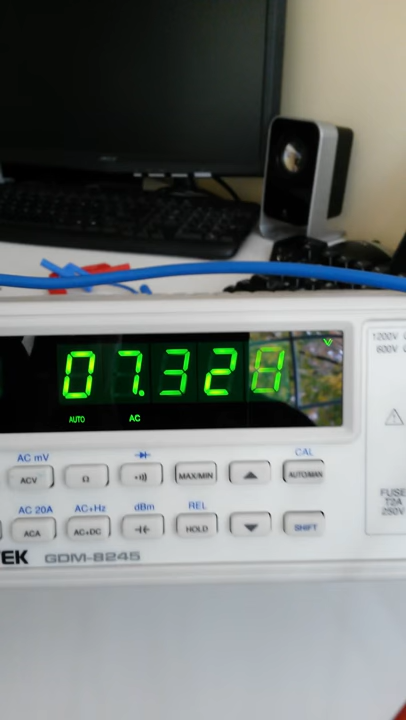 07.324
V
AUTO AC
1200V
600V
AC mV CAL
ACV Ω MAX/MIN AUTO/MAN
AC 20A AC+Hz dBm REL
ACA AC+DC HOLD SHIFT
FUSE
T2A
250V
GDM-8245